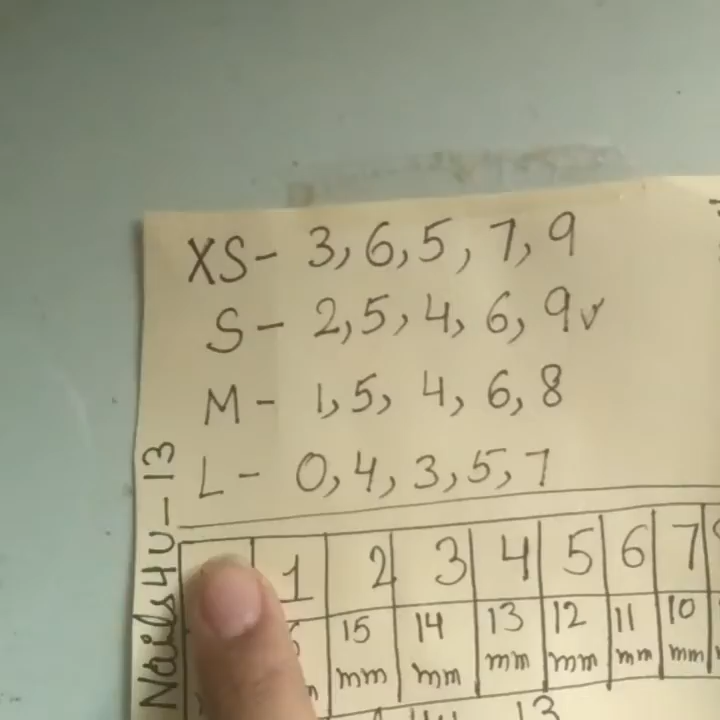 XS- 3, 6, 5, 7, 9
S- 2, 5, 4, 6, 9✓
M- 1, 5, 4, 6, 8
L- 0, 4, 3, 5, 7
Nails4U-13
1 2 3 4 5 6 7
15 mm 14 mm 13 mm 12 mm 11 mm 10 mm
13